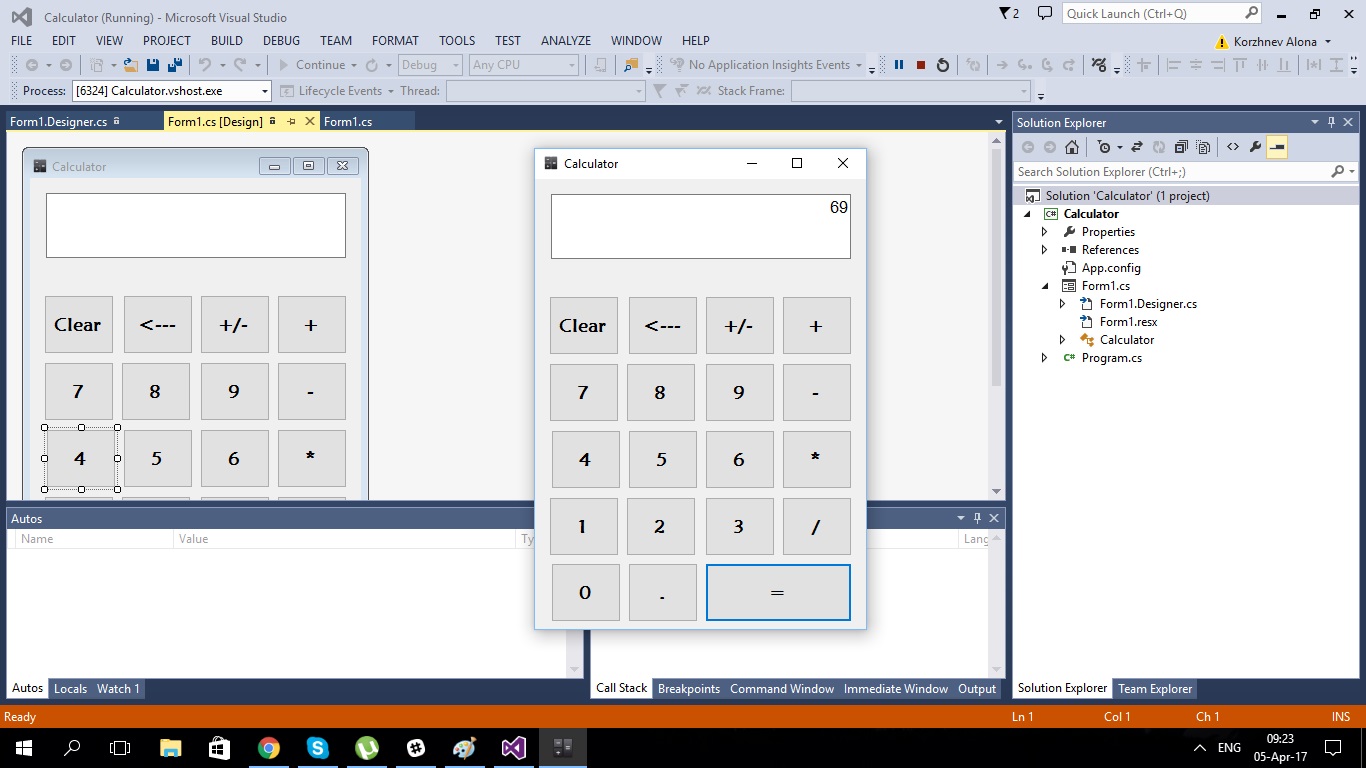 Calculator (Running) - Microsoft Visual Studio
2
Quick Launch (Ctrl+Q)
FILE EDIT VIEW PROJECT BUILD DEBUG TEAM FORMAT TOOLS TEST ANALYZE WINDOW HELP
Korzhnev Alona
Continue
Debug
Any CPU
No Application Insights Events
Process: [6324] Calculator.vshost.exe
Lifecycle Events
Thread:
Stack Frame:
Form1.Designer.cs
Form1.cs [Design]
Form1.cs
Calculator
Clear <--- +/- +
7 8 9 -
4 5 6 *
Calculator
69
Clear <--- +/- +
7 8 9 -
4 5 6 *
1 2 3 /
0 . =
Solution Explorer
Search Solution Explorer (Ctrl+;)
Solution 'Calculator' (1 project)
C# Calculator
Properties
References
App.config
Form1.cs
Form1.Designer.cs
Form1.resx
Calculator
C# Program.cs
Autos
Name Value Ty
Lang
Autos Locals Watch 1
Call Stack Breakpoints Command Window Immediate Window Output
Solution Explorer Team Explorer
Ready
Ln 1 Col 1 Ch 1 INS
ENG
09:23
05-Apr-17